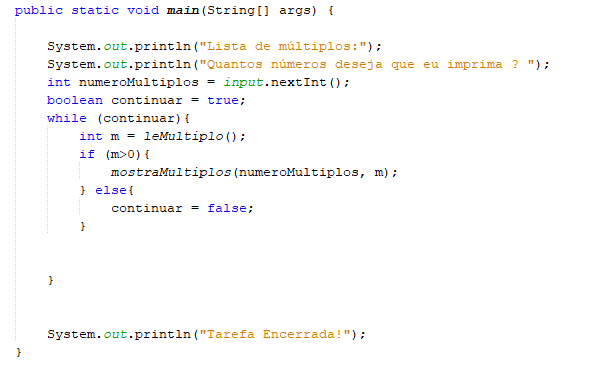 public static void main(String[] args) {
System.out.println("Lista de múltiplos:");
System.out.println("Quantos números deseja que eu imprima ? ");
int numeroMultiplos = input.nextInt();
boolean continuar = true;
while (continuar){
int m = leMultiplo();
if (m>0){
mostraMultiplos(numeroMultiplos, m);
} else{
continuar = false;
}
}
System.out.println("Tarefa Encerrada!");
}